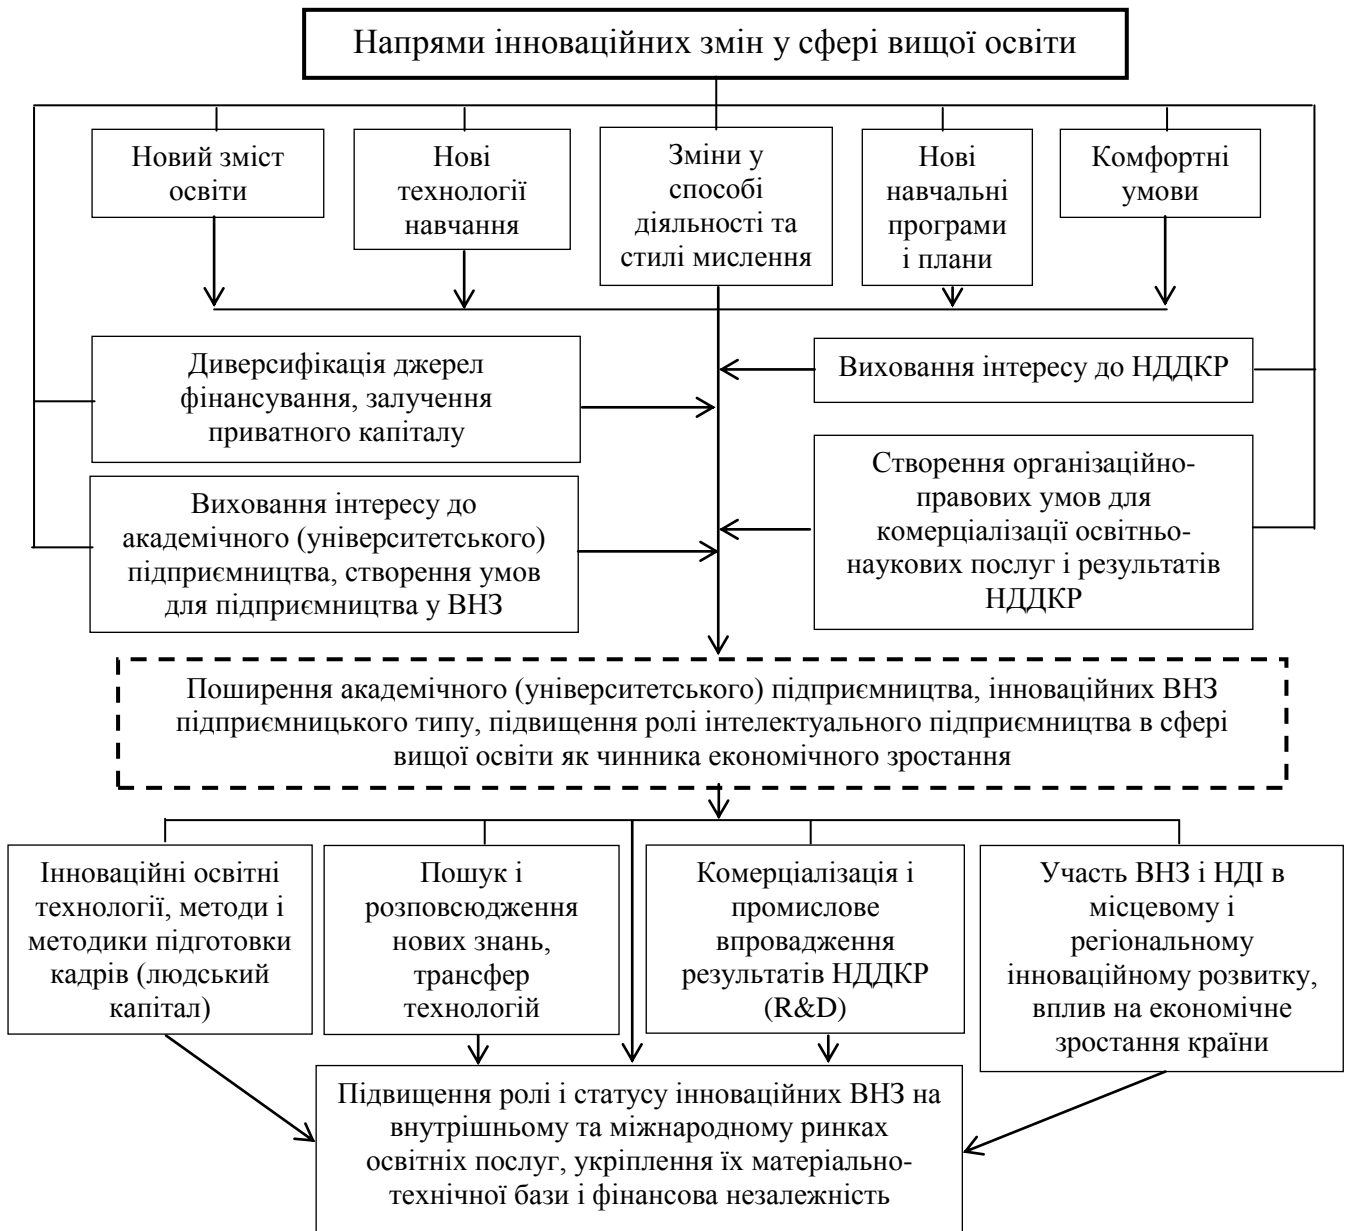 Напрями інноваційних змін у сфері вищої освіти
Новий зміст
освіти
Нові
технології
навчання
Зміни у
способі
діяльності та
стилі мислення
Нові
навчальні
програми
і плани
Комфортні
умови
Диверсифікація джерел
фінансування, залучення
приватного капіталу
Виховання інтересу до НДДКР
Виховання інтересу до
академічного (університетського)
підприємництва, створення умов
для підприємництва у ВНЗ
Створення організаційно-
правових умов для
комерціалізації освітньо-
наукових послуг і результатів
НДДКР
Поширення академічного (університетського) підприємництва, інноваційних ВНЗ
підприємницького типу, підвищення ролі інтелектуального підприємництва в сфері
вищої освіти як чинника економічного зростання
Інноваційні освітні
технології, методи і
методики підготовки
кадрів (людський
капітал)
Пошук і
розповсюдження
нових знань,
трансфер
технологій
Комерціалізація і
промислове
впровадження
результатів НДДКР
(R&D)
Участь ВНЗ і НДІ в
місцевому і
регіональному
інноваційному розвитку,
вплив на економічне
зростання країни
Підвищення ролі і статусу інноваційних ВНЗ на
внутрішньому та міжнародному ринках
освітніх послуг, укріплення їх матеріально-
технічної бази і фінансова незалежність